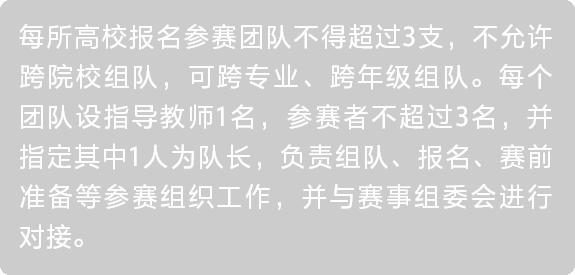 每所高校报名参赛团队不得超过3支，不允许
跨院校组队，可跨专业、跨年级组队。每个
团队设指导教师1名，参赛者不超过3名，并
指定其中1人为队长，负责组队、报名、赛前
准备等参赛组织工作，并与赛事组委会进行
对接。